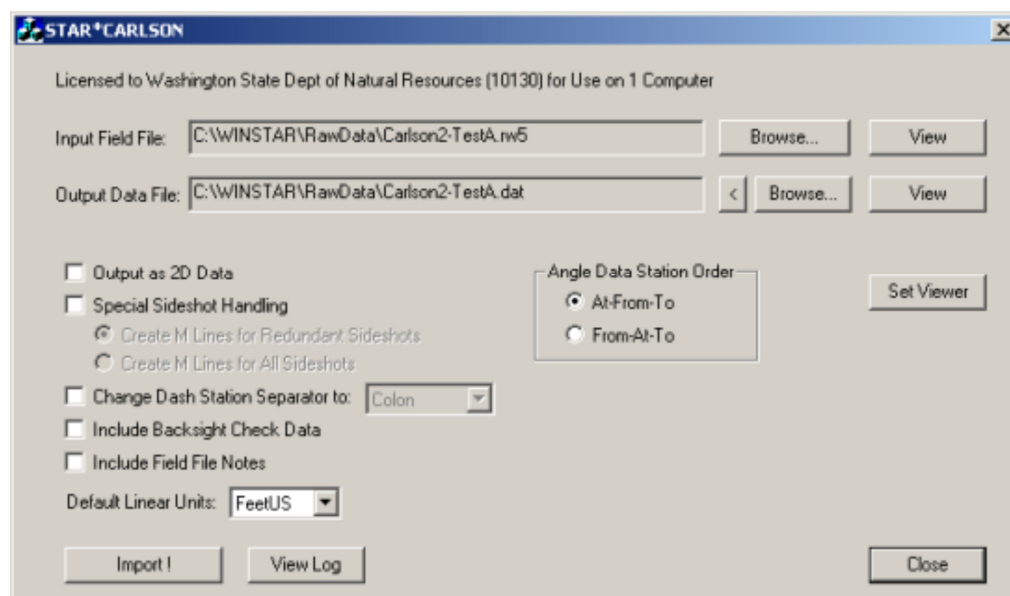 STAR*CARLSON
Licensed to Washington State Dept of Natural Resources (10130) for Use on 1 Computer
Input Field File: C:\WINSTAR\RawData\Carlson2-TestA.rw5 Browse... View
Output Data File: C:\WINSTAR\RawData\Carlson2-TestA.dat < Browse... View
Output as 2D Data
Special Sideshot Handling
Create M Lines for Redundant Sideshots
Create M Lines for All Sideshots
Angle Data Station Order
At-From-To
From-At-To
Set Viewer
Change Dash Station Separator to: Colon
Include Backsight Check Data
Include Field File Notes
Default Linear Units: FeetUS
Import ! View Log Close